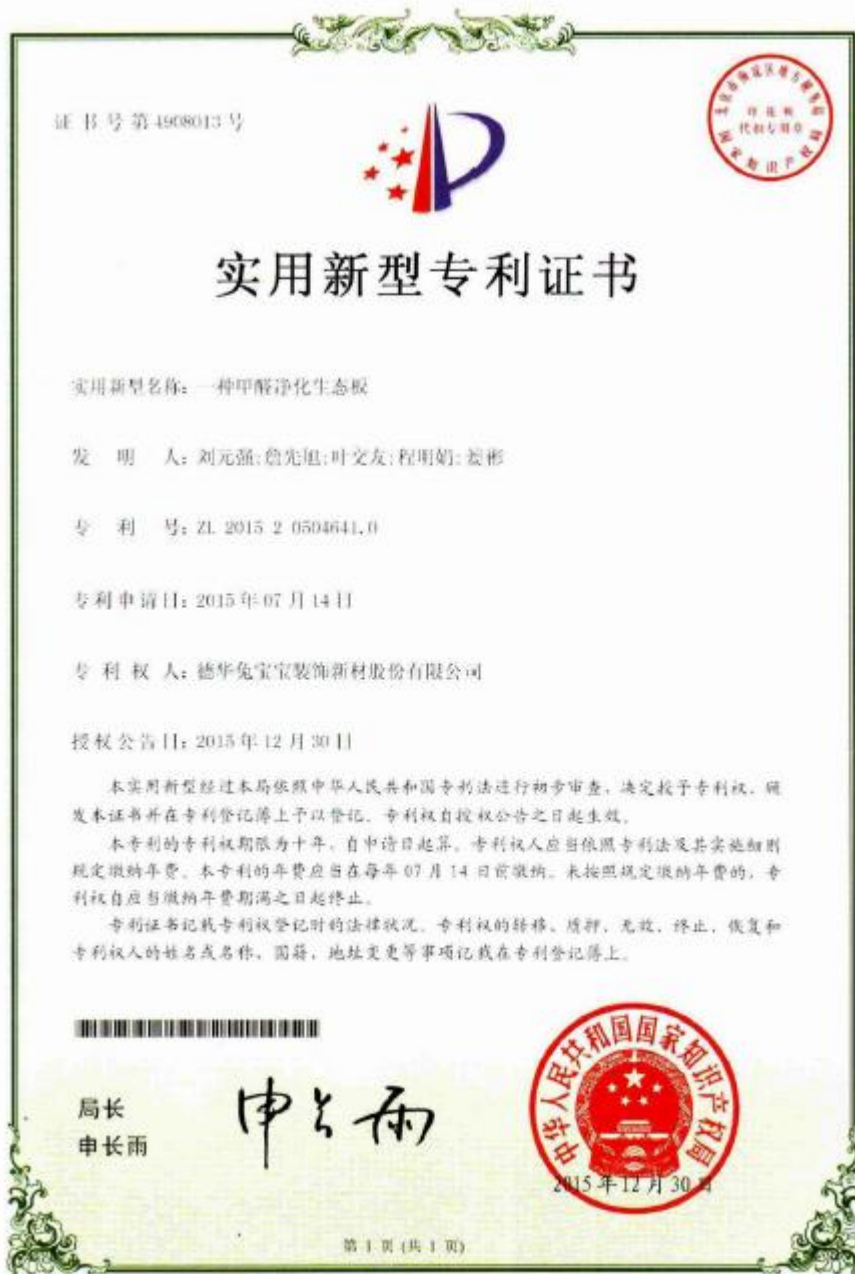 证书号第4908013号
印花税
代扣专用章
国家知识产权局
实用新型专利证书
实用新型名称：一种甲醛净化生态板
发 明 人：刘元强;詹先旭;叶交友;程明娟;
专 利 号：ZL 2015 2 0504641.0
专利申请日：2015年07月14日
专 利 权 人：德华兔宝宝装饰新材股份有限公司
授权公告日：2015年12月30日
本实用新型经过本局依照中华人民共和国专利法进行初步审查，决定授予专利权，颁
发本证书并在专利登记簿上予以登记。专利权自授权公告之日起生效。
本专利的专利权期限为十年，自申请日起算。专利权人应当依照专利法及其实施细则
规定缴纳年费。本专利的年费应当在每年07月14日前缴纳。未按照规定缴纳年费的，专
利权自应当缴纳年费期满之日起终止。
专利证书记载专利权登记时的法律状况。专利权的转移、质押、无效、终止、恢复和
专利权人的姓名或名称、国籍、地址变更等事项记载在专利登记簿上。
局长
申长雨
申长雨
中华人民共和国国家知识产权局
2015年12月30日
第 1 页 (共 1 页)